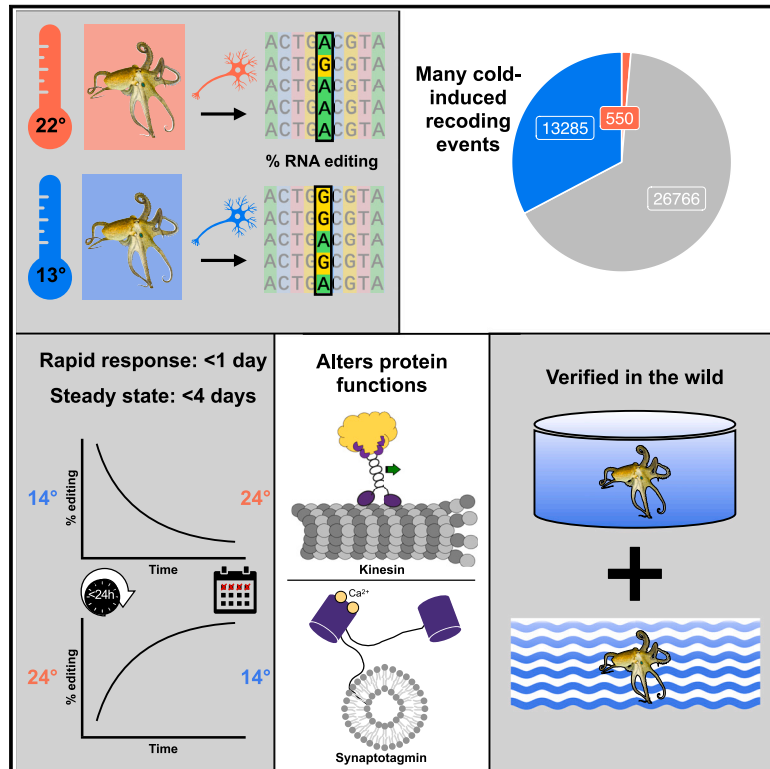 22°
ACTGACGTA
ACTGGCGTA
ACTGACGTA
ACTGACGTA
ACTGACGTA
% RNA editing
13°
ACTGGCGTA
ACTGGCGTA
ACTGACGTA
ACTGGCGTA
ACTGACGTA
Many cold-
induced
recoding
events
13285
550
26766
Rapid response: <1 day
Steady state: <4 days
14°
% editing
24°
Time
<24h
24°
% editing
14°
Time
Alters protein
functions
Kinesin
Ca²⁺
Synaptotagmin
Verified in the wild